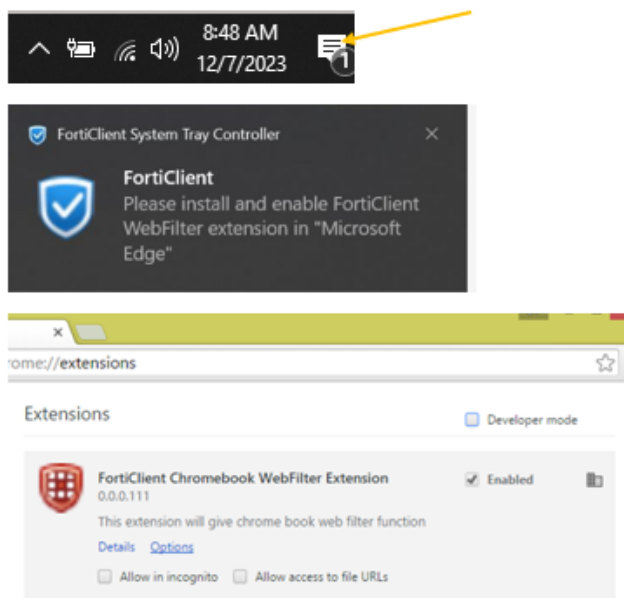 8:48 AM
12/7/2023
1
FortiClient System Tray Controller
FortiClient
Please install and enable FortiClient
WebFilter extension in "Microsoft
Edge"
rome://extensions
Extensions
Developer mode
FortiClient Chromebook WebFilter Extension
Enabled
0.0.0.111
This extension will give chrome book web filter function
Details Options
Allow in incognito Allow access to file URLs